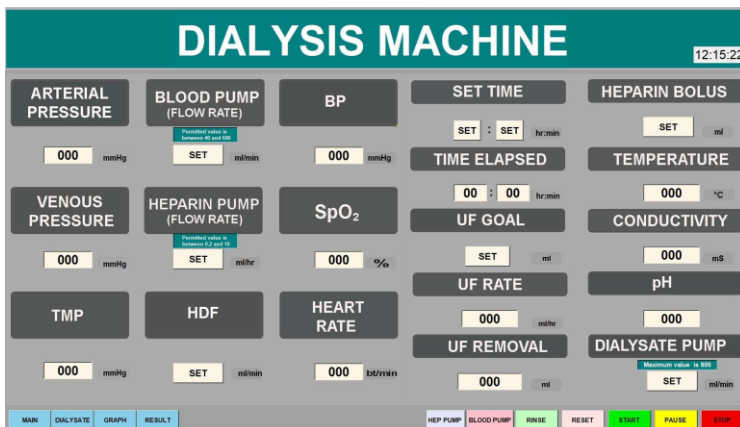 DIALYSIS MACHINE
12:15:22
ARTERIAL
PRESSURE
000 mmHg
BLOOD PUMP
(FLOW RATE)
Permitted value is
between 40 and 600
SET ml/min
BP
000 mmHg
SET TIME
SET : SET hr:min
HEPARIN BOLUS
SET ml
TIME ELAPSED
00 : 00 hr:min
TEMPERATURE
000 °C
VENOUS
PRESSURE
000 mmHg
HEPARIN PUMP
(FLOW RATE)
Permitted value is
between 0,2 and 10
SET ml/hr
SpO₂
000 %
UF GOAL
SET ml
CONDUCTIVITY
000 mS
UF RATE
000 ml/hr
pH
000
TMP
000 mmHg
HDF
SET ml/min
HEART
RATE
000 bt/min
UF REMOVAL
000 ml
DIALYSATE PUMP
Maximum value is 800
SET ml/min
MAIN DIALYSATE GRAPH RESULT HEP PUMP BLOOD PUMP RINSE RESET START PAUSE STOP